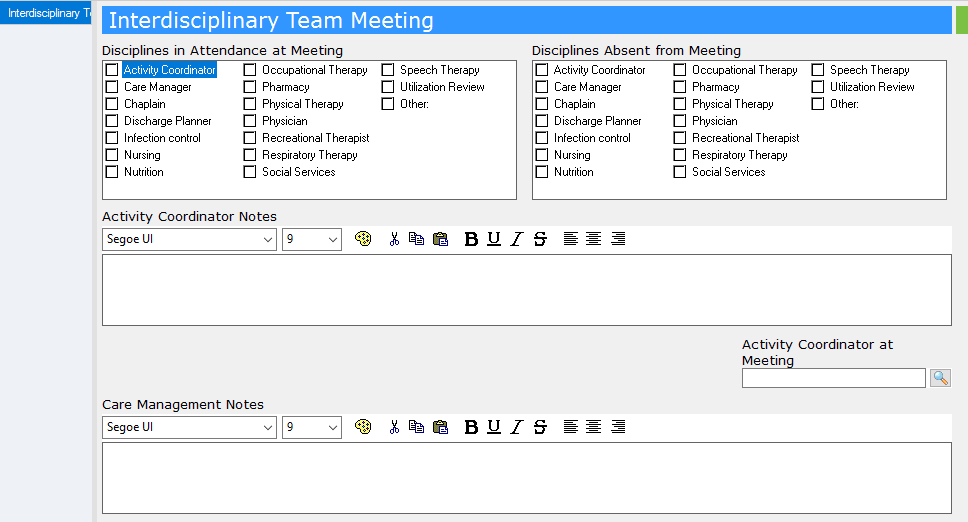 Interdisciplinary Te
Interdisciplinary Team Meeting
Disciplines in Attendance at Meeting
Activity Coordinator Occupational Therapy Speech Therapy
Care Manager Pharmacy Utilization Review
Chaplain Physical Therapy Other:
Discharge Planner Physician
Infection control Recreational Therapist
Nursing Respiratory Therapy
Nutrition Social Services
Disciplines Absent from Meeting
Activity Coordinator Occupational Therapy Speech Therapy
Care Manager Pharmacy Utilization Review
Chaplain Physical Therapy Other:
Discharge Planner Physician
Infection control Recreational Therapist
Nursing Respiratory Therapy
Nutrition Social Services
Activity Coordinator Notes
Segoe UI 9 B U I S
Activity Coordinator at
Meeting
Care Management Notes
Segoe UI 9 B U I S